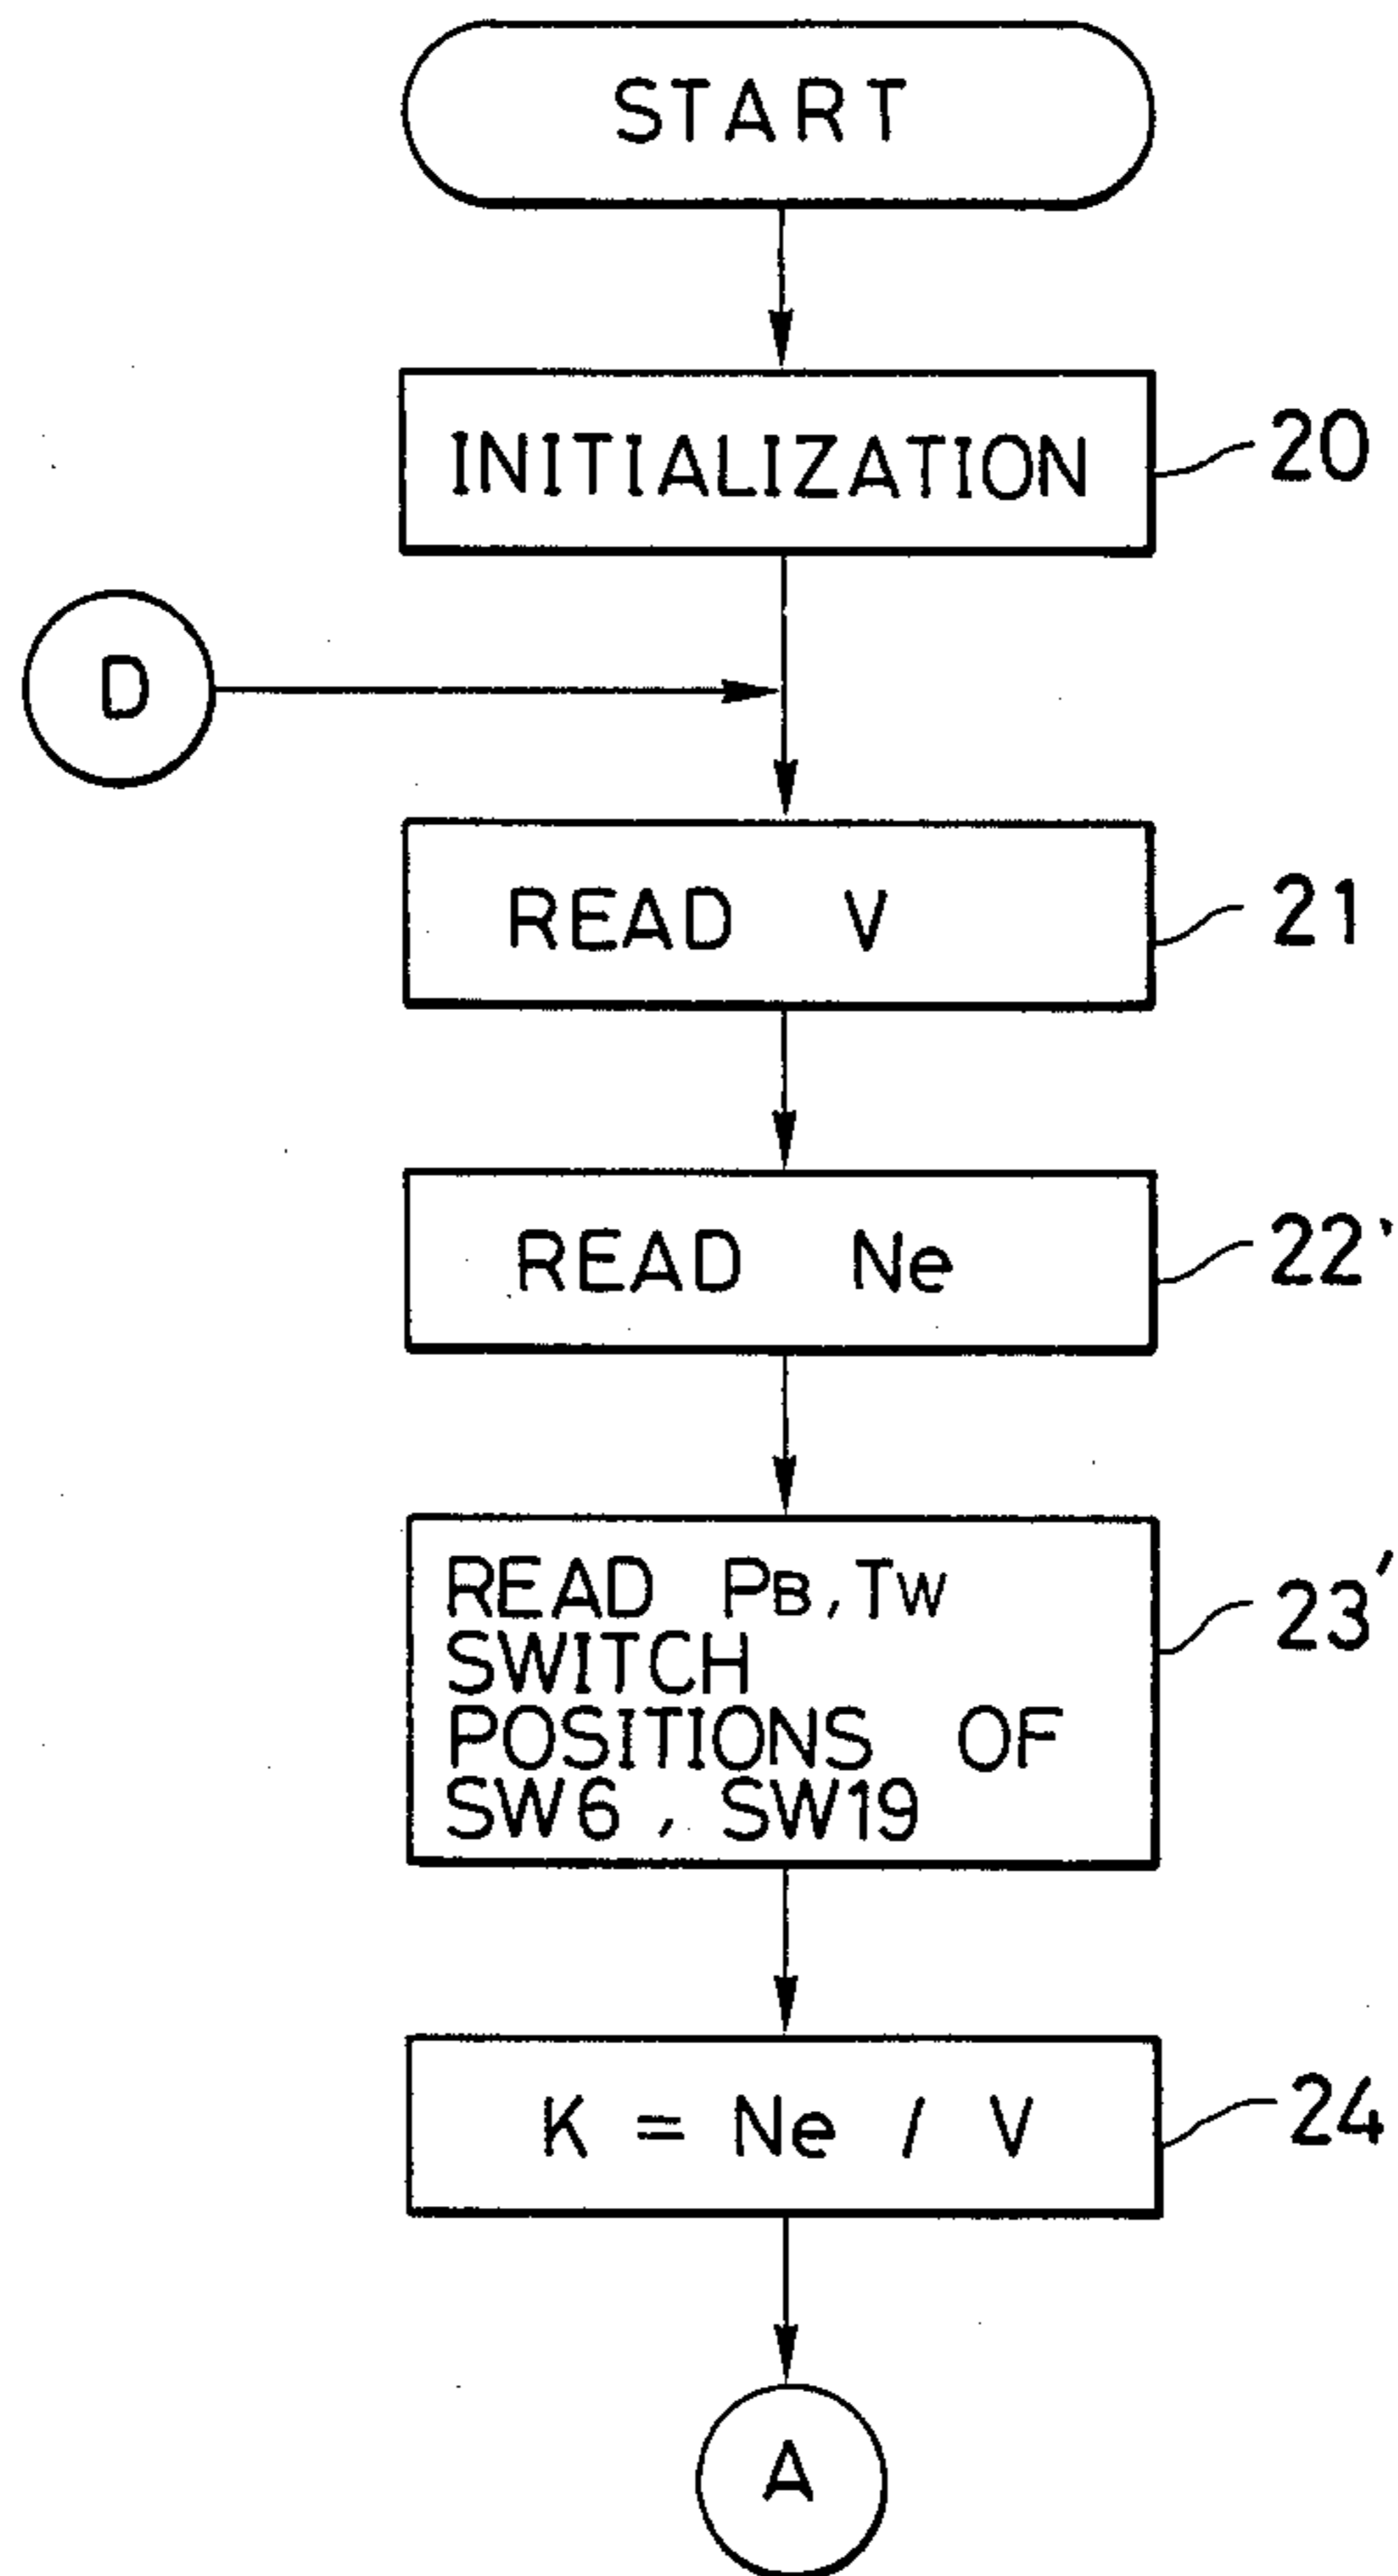 START
INITIALIZATION
20
D
READ V
21
READ Ne
22'
READ PB, TW
SWITCH
POSITIONS OF
SW6, SW19
23'
K = Ne / V
24
A